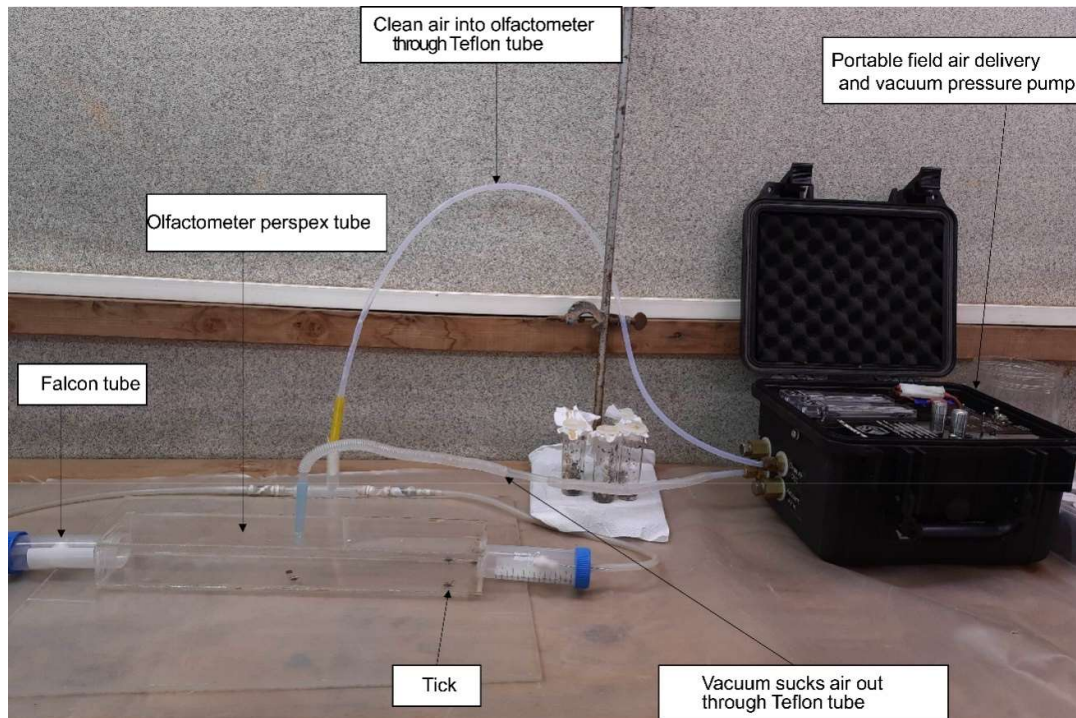 Clean air into olfactometer
through Teflon tube
Portable field air delivery
and vacuum pressure pump
Olfactometer perspex tube
Falcon tube
Tick
Vacuum sucks air out
through Teflon tube